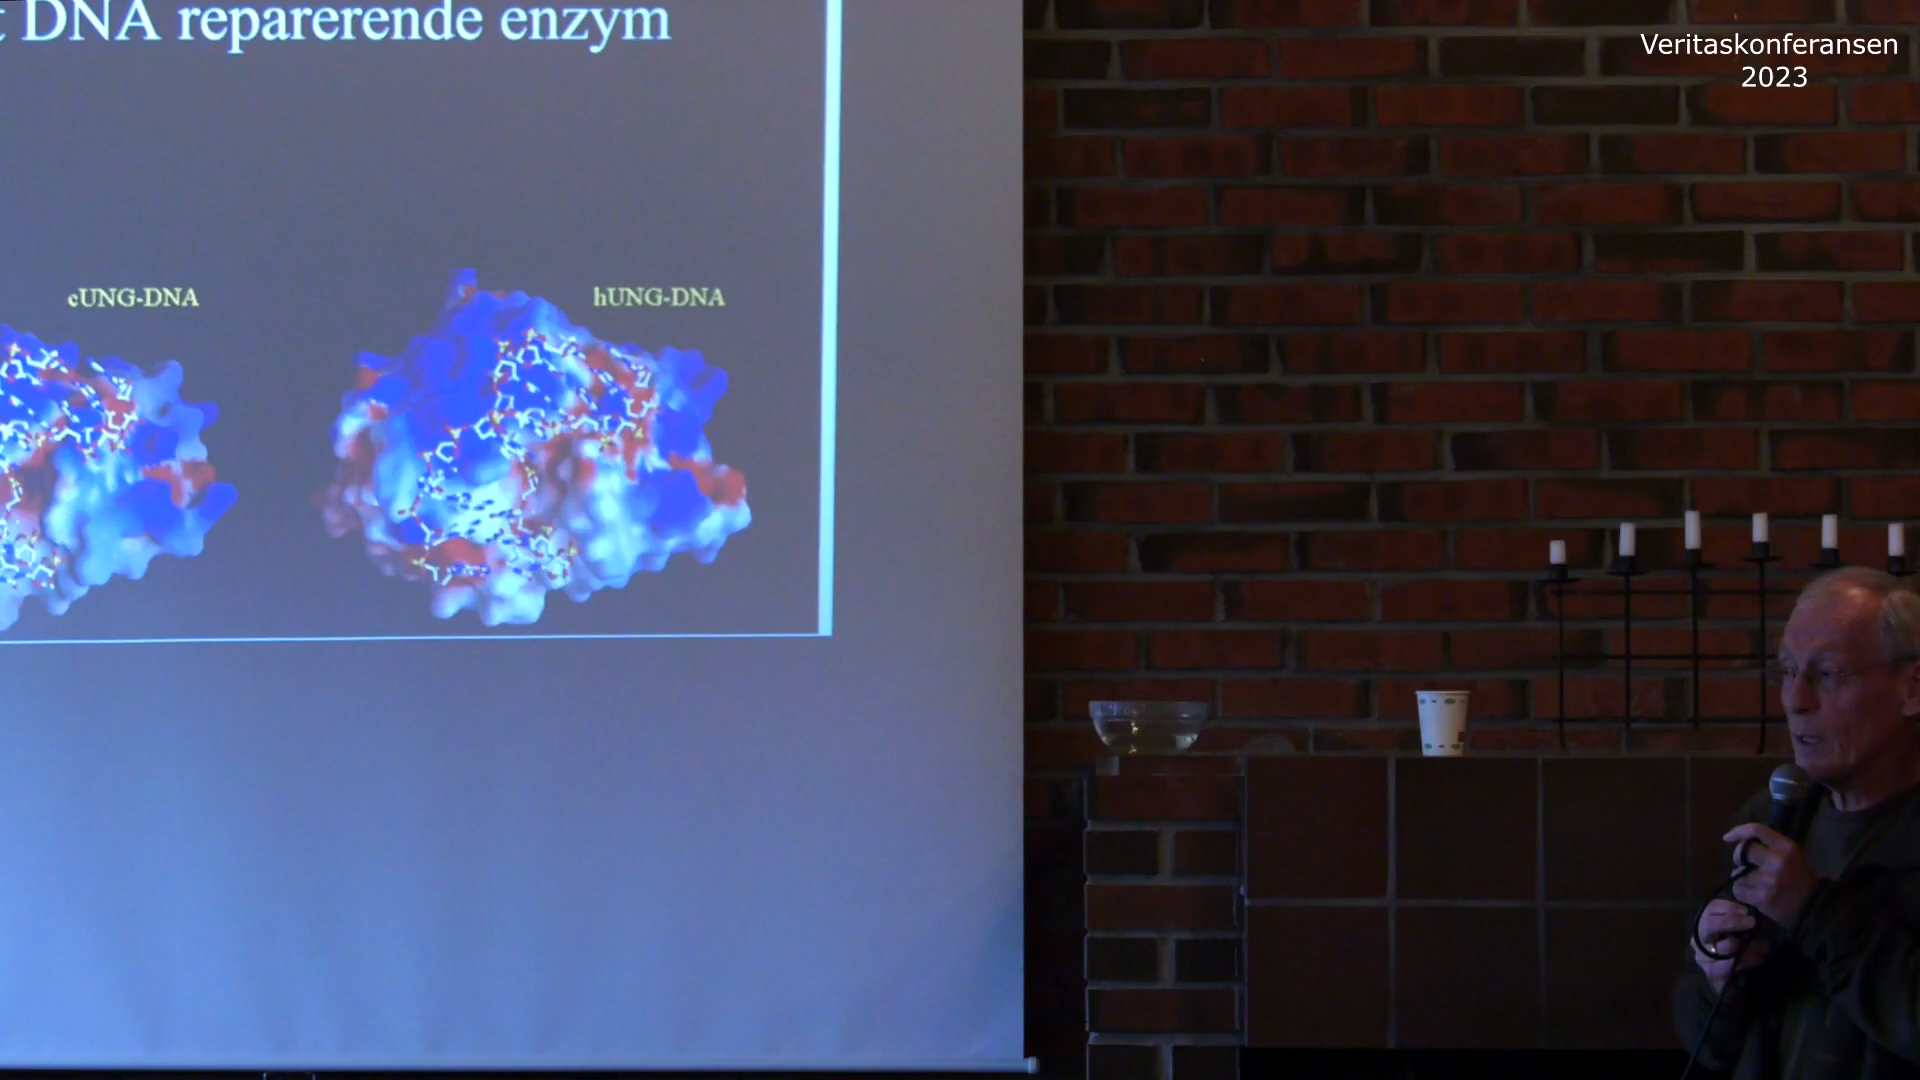 t DNA reparerende enzym
Veritaskonferansen
2023
cUNG-DNA
hUNG-DNA